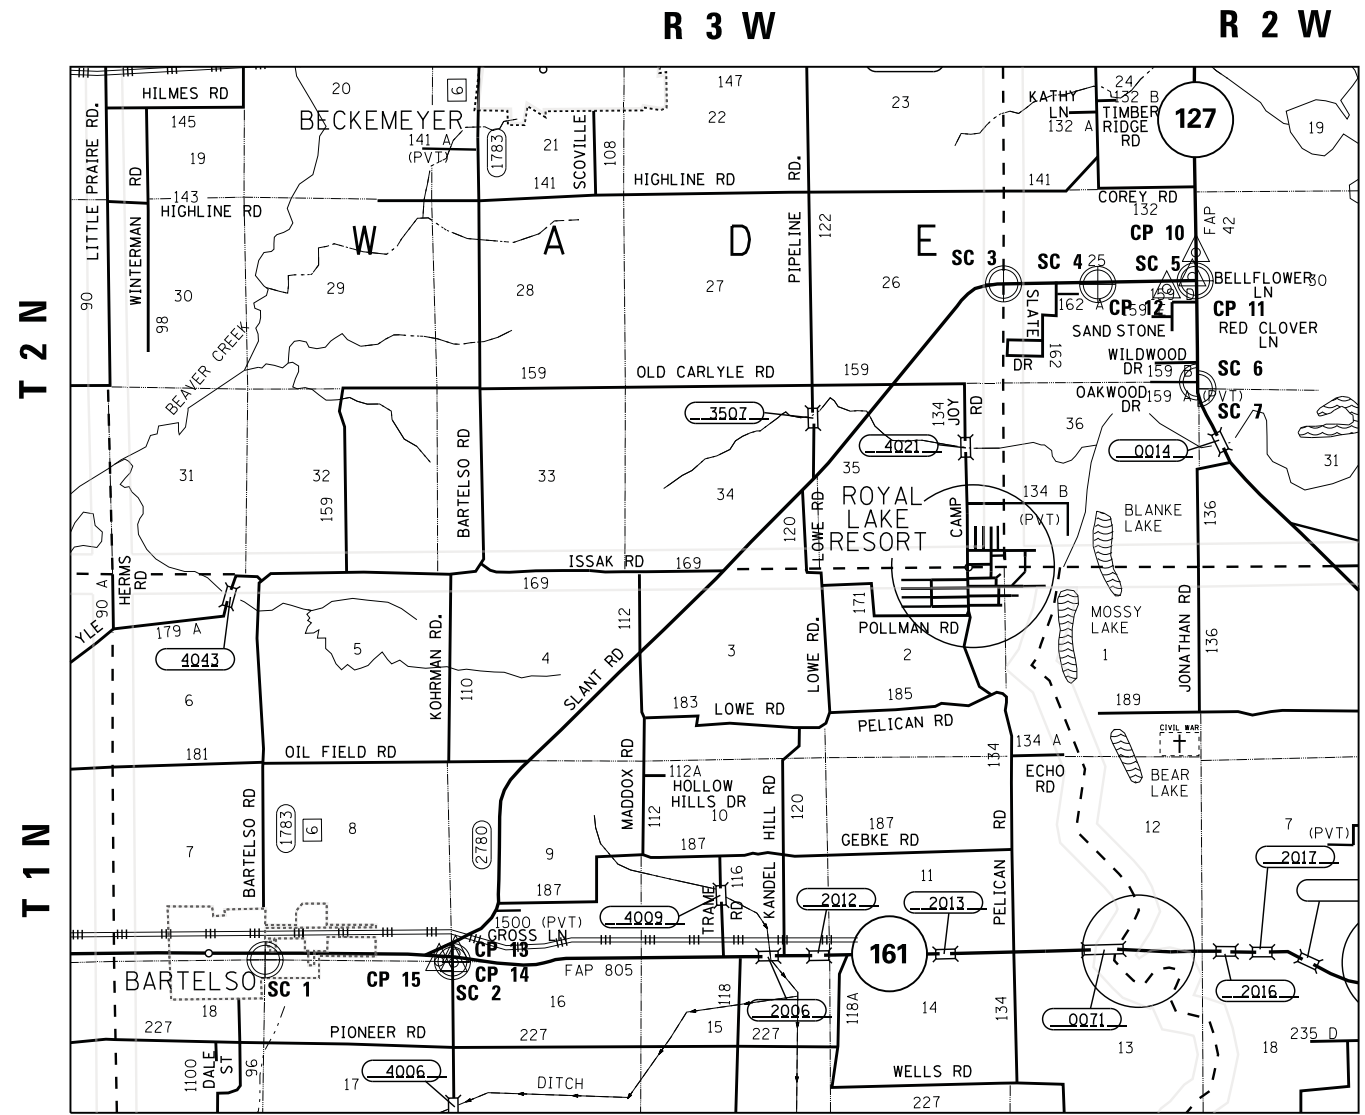 R 3 W
R 2 W
T 2 N
T 1 N
HILMES RD
145
20
6
147
23
24
KATHY
LN
132 B
132 A
TIMBER
RIDGE
RD
127
19
BECKEMEYER
141 A
(PVT)
1783
21
SCOVILLE
108
22
LITTLE PRAIRE RD.
19
WINTERMAN RD
143
HIGHLINE RD
141
HIGHLINE RD
PIPELINE RD.
122
141
COREY RD
132
FAP
42
W
A
D
E
CP 10
SC 3
SC 4
25
SC 5
BELLFLOWER
LN
30
90
30
98
29
28
27
26
SLATE
DR
162 A
162
159 D
CP 12
159
CP 11
SAND STONE
RED CLOVER
LN
BEAVER CREEK
159
OLD CARLYLE RD
159
WILDWOOD
DR
159 B
SC 6
OAKWOOD
DR
159 A (PVT)
SC 7
3507
134
JOY
RD
CAMP
36
4021
0014
31
32
159
BARTELSO RD
33
34
35
31
ROYAL
LAKE
RESORT
134 B
(PVT)
BLANKE
LAKE
136
120
LOWE RD
HERMS
RD
90 A
YLE
ISSAK RD
169
169
179 A
4043
5
KOHRMAN RD.
110
4
112
SLANT RD
3
LOWE RD.
171
POLLMAN RD
2
MOSSY
LAKE
1
JONATHAN RD
136
6
183
LOWE RD
185
PELICAN RD
189
181
OIL FIELD RD
134
134 A
ECHO
RD
CIVIL WAR
BEAR
LAKE
MADDOX RD
112
112A
HOLLOW
HILLS DR
10
KANDEL HILL RD
120
BARTELSO RD
1783
6
7
8
2780
9
187
187
187
GEBKE RD
PELICAN RD
12
7
(PVT)
2017
11
TRAME RD
116
1500 (PVT)
GROSS LN
4009
2012
2013
161
CP 13
CP 14
CP 15
SC 2
FAP 805
BARTELSO
SC 1
18
16
118
2006
118A
14
134
0071
2016
227
PIONEER RD
227
15
227
13
18
235 D
1100
DALE
ST
96
17
4006
DITCH
WELLS RD
227